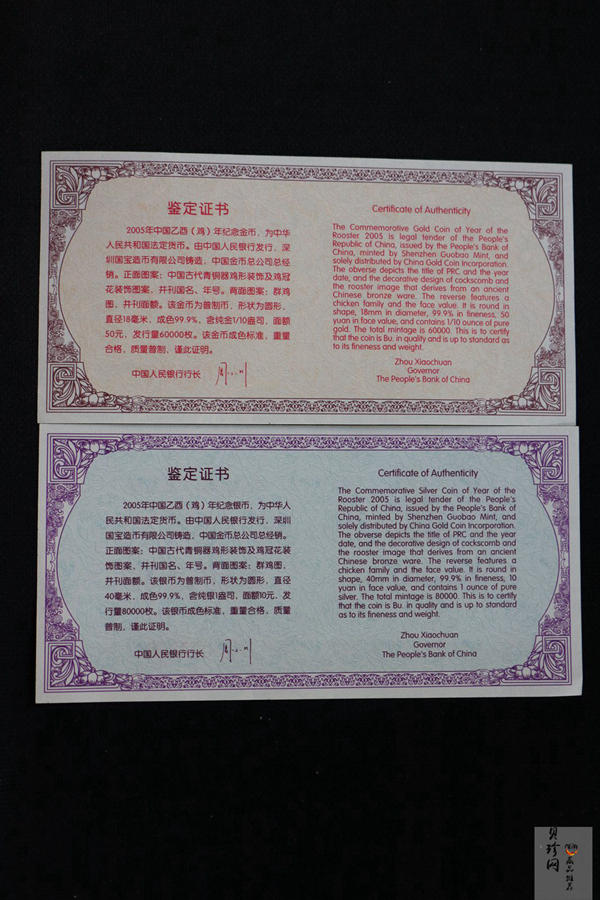 鉴定证书
2005年中国乙酉（鸡）年纪念金币，为中华
人民共和国法定货币。由中国人民银行发行，深
圳国宝造币有限公司铸造，中国金币总公司总经
销。正面图案：中国古代青铜器鸡形装饰及鸡冠
花装饰图案，并刊国名、年号。背面图案：群鸡
图，并刊面额。该金币为普制币，形状为圆形，
直径18毫米，成色99.9%，含纯金1/10盎司，面额
50元，发行量60000枚。该金币成色标准，重量
合格，质量普制，谨此证明。
中国人民银行行长
Certificate of Authenticity
The Commemorative Gold Coin of Year of the
Rooster 2005 is legal tender of the People's
Republic of China, issued by the People's Bank of
China, minted by Shenzhen Guobao Mint, and
solely distributed by China Gold Coin Incorporation.
The obverse depicts the title of PRC and the year
date, and the decorative design of cockscomb and
the rooster image that derives from an ancient
Chinese bronze ware. The reverse features a
chicken family and the face value. It is round in
shape, 18mm in diameter, 99.9% in fineness, 50
yuan in face value, and contains 1/10 ounce of pure
gold. The total mintage is 60000. This is to certify
that the coin is Bu. in quality and is up to standard as
to its fineness and weight.
Zhou Xiaochuan
Governor
The People's Bank of China
鉴定证书
2005年中国乙酉（鸡）年纪念银币，为中华人
民共和国法定货币。由中国人民银行发行，深圳
国宝造币有限公司铸造，中国金币总公司总经销。
正面图案：中国古代青铜器鸡形装饰及鸡冠花装
饰图案，并刊国名、年号。背面图案：群鸡图，
并刊面额。该银币为普制币，形状为圆形，直径
40毫米，成色99.9%，含纯银1盎司，面额10元，发
行量80000枚。该银币成色标准，重量合格，质量
普制，谨此证明。
中国人民银行行长
Certificate of Authenticity
The Commemorative Silver Coin of Year of the
Rooster 2005 is legal tender of the People's
Republic of China, issued by the People's Bank of
China, minted by Shenzhen Guobao Mint, and
solely distributed by China Gold Coin Incorporation.
The obverse depicts the title of PRC and the year
date, and the decorative design of cockscomb and
the rooster image that derives from an ancient
Chinese bronze ware. The reverse features a
chicken family and the face value. It is round in
shape, 40mm in diameter, 99.9% in fineness, 10
yuan in face value, and contains 1 ounce of pure
silver. The total mintage is 80000. This is to certify
that the coin is Bu. in quality and is up to standard
as to its fineness and weight.
Zhou Xiaochuan
Governor
The People's Bank of China
贝珍网